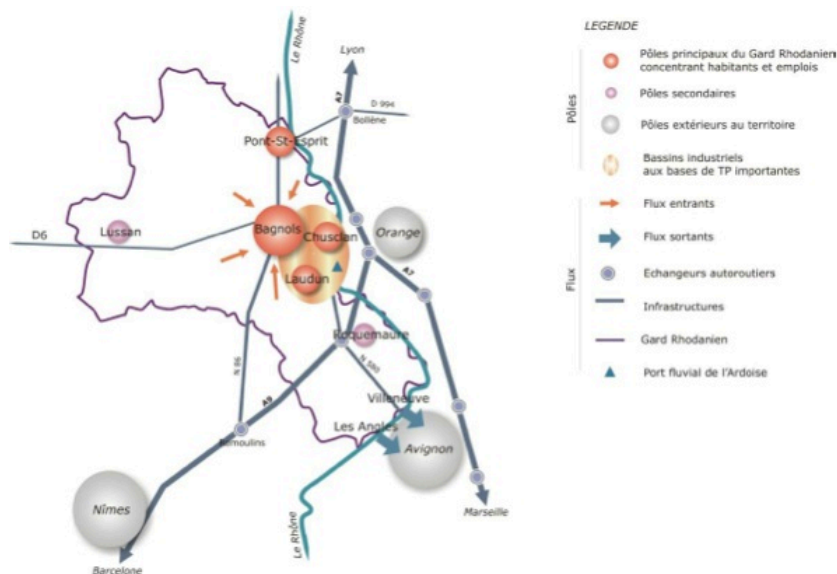 Le Rhône
Lyon
A7
D 994
Bollène
Pont-St-Esprit
Lussan
D6
Bagnols
Chusclan
Orange
Laudun
A7
Roquemaure
N 86
N 580
A9
Villeneuve
Les Angles
Remoulins
Avignon
Nîmes
Marseille
Le Rhône
Barcelone
LEGENDE
Pôles
Pôles principaux du Gard Rhodanien
concentrant habitants et emplois
Pôles secondaires
Pôles extérieurs au territoire
Bassins industriels
aux bases de TP importantes
Flux
Flux entrants
Flux sortants
Echangeurs autoroutiers
Infrastructures
Gard Rhodanien
Port fluvial de l'Ardoise